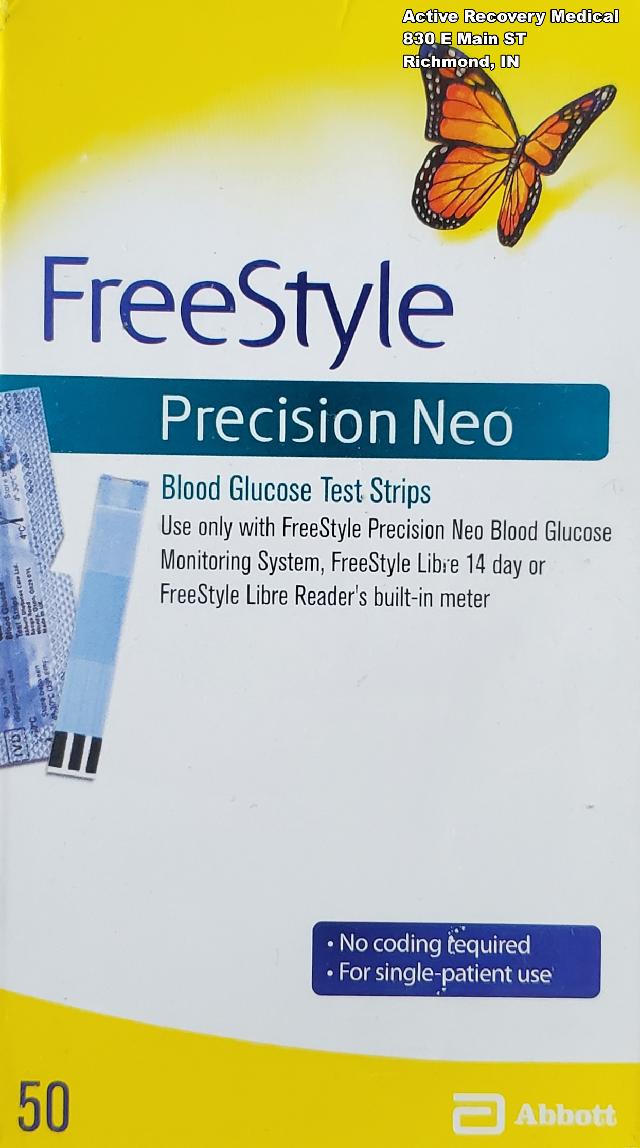 Active Recovery Medical
830 E Main ST
Richmond, IN
FreeStyle
Precision Neo
Blood Glucose Test Strips
Use only with FreeStyle Precision Neo Blood Glucose
Monitoring System, FreeStyle Libre 14 day or
FreeStyle Libre Reader's built-in meter
• No coding required
• For single-patient use
50
Abbott
IVD